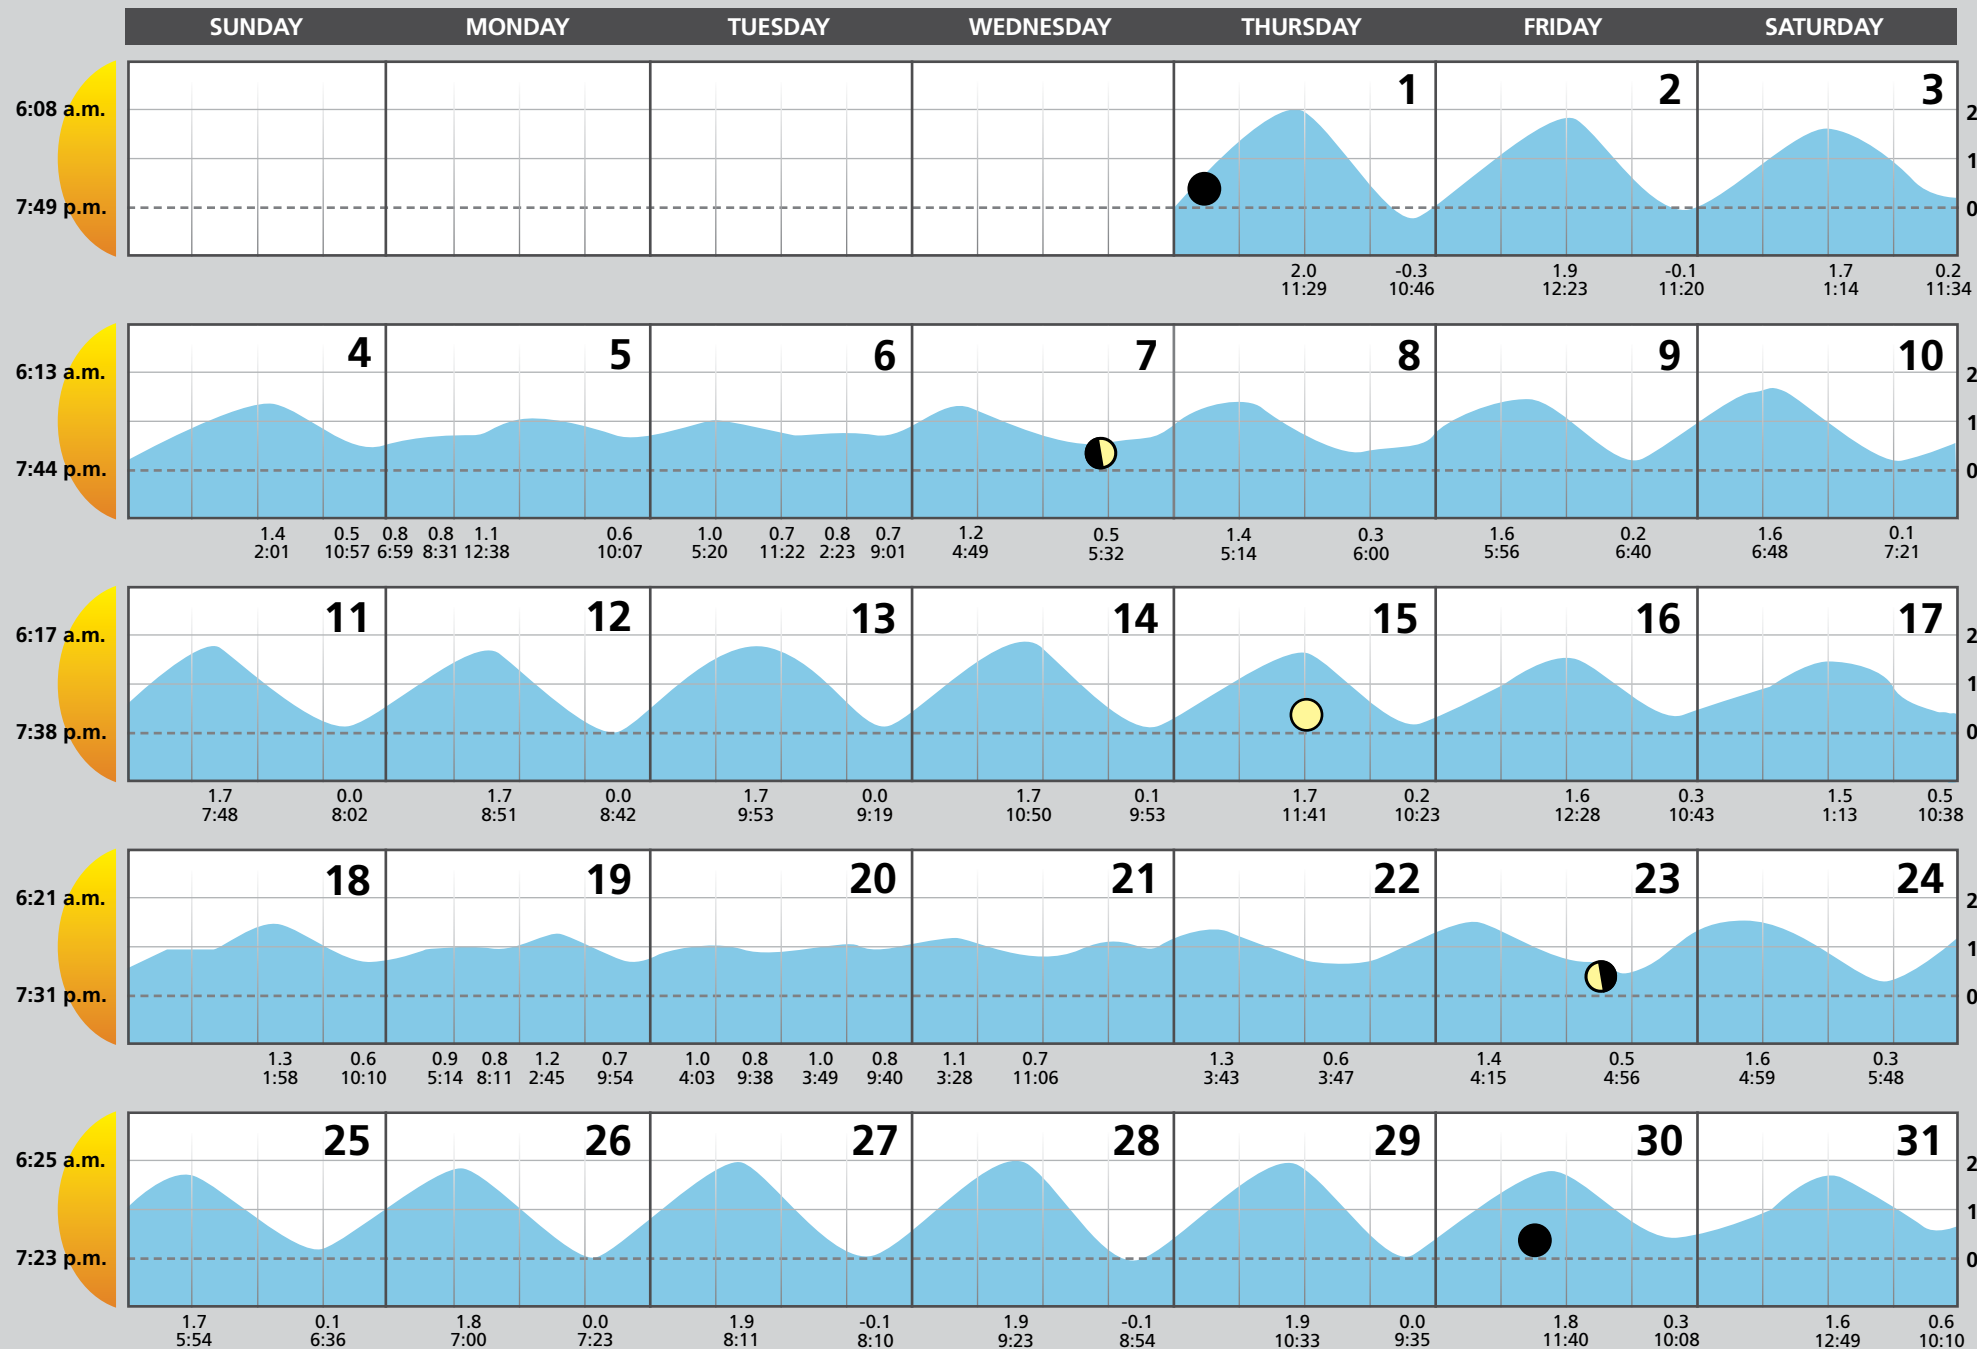 SUNDAY MONDAY TUESDAY WEDNESDAY THURSDAY FRIDAY SATURDAY
1 2 3
6:08 a.m. 2
1
7:49 p.m. 0
2.0 -0.3 1.9 -0.1 1.7 0.2
11:29 10:46 12:23 11:20 1:14 11:34
4 5 6 7 8 9 10
6:13 a.m. 2
1
7:44 p.m. 0
1.4 0.5 0.8 0.8 1.1 0.6 1.0 0.7 0.8 0.7 1.2 0.5 1.4 0.3 1.6 0.2 1.6 0.1
2:01 10:57 6:59 8:31 12:38 10:07 5:20 11:22 2:23 9:01 4:49 5:32 5:14 6:00 5:56 6:40 6:48 7:21
11 12 13 14 15 16 17
6:17 a.m. 2
1
7:38 p.m. 0
1.7 0.0 1.7 0.0 1.7 0.0 1.7 0.1 1.7 0.2 1.6 0.3 1.5 0.5
7:48 8:02 8:51 8:42 9:53 9:19 10:50 9:53 11:41 10:23 12:28 10:43 1:13 10:38
18 19 20 21 22 23 24
6:21 a.m. 2
1
7:31 p.m. 0
1.3 0.6 0.9 0.8 1.2 0.7 1.0 0.8 1.0 0.8 1.1 0.7 1.3 0.6 1.4 0.5 1.6 0.3
1:58 10:10 5:14 8:11 2:45 9:54 4:03 9:38 3:49 9:40 3:28 11:06 3:43 3:47 4:15 4:56 4:59 5:48
25 26 27 28 29 30 31
6:25 a.m. 2
1
7:23 p.m. 0
1.7 0.1 1.8 0.0 1.9 -0.1 1.9 -0.1 1.9 0.0 1.8 0.3 1.6 0.6
5:54 6:36 7:00 7:23 8:11 8:10 9:23 8:54 10:33 9:35 11:40 10:08 12:49 10:10